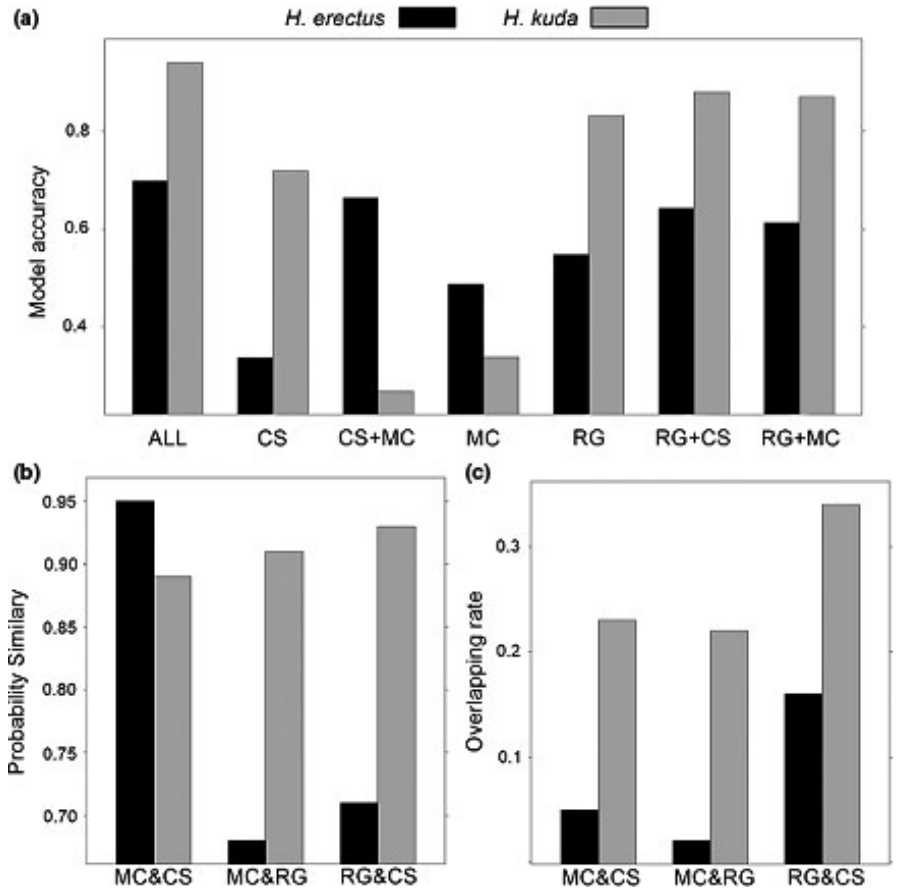 (a) H. erectus H. kuda
Model accuracy
0.8
0.6
0.4
ALL CS CS+MC MC RG RG+CS RG+MC
(b)
Probability Similary
0.95
0.90
0.85
0.80
0.75
0.70
MC&CS MC&RG RG&CS
(c)
Overlapping rate
0.3
0.2
0.1
MC&CS MC&RG RG&CS